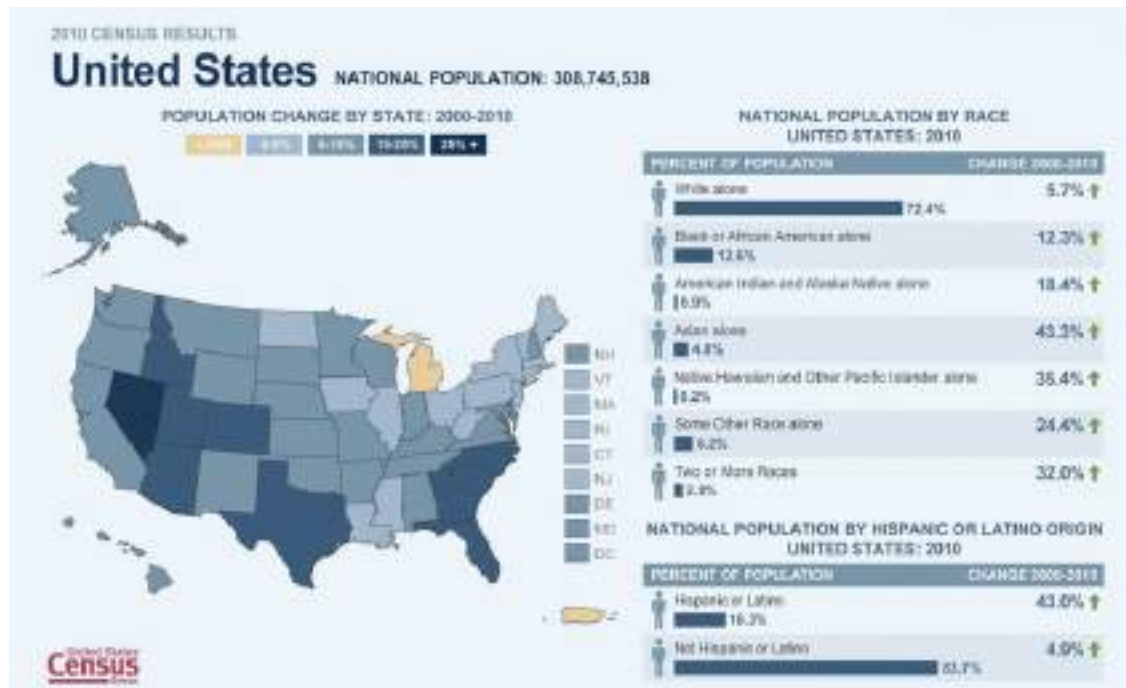 2010 CENSUS RESULTS
United States NATIONAL POPULATION: 308,745,538
POPULATION CHANGE BY STATE: 2000-2010
25% +
NATIONAL POPULATION BY RACE
UNITED STATES: 2010
PERCENT OF POPULATION CHANGE 2000-2010
White alone 5.7%
72.4%
Black or African American alone 12.3%
12.6%
American Indian and Alaska Native alone 18.4%
0.9%
Asian alone 43.3%
4.8%
Native Hawaiian and Other Pacific Islander alone 35.4%
0.2%
Some Other Race alone 24.4%
6.2%
Two or More Races 32.0%
NH
VT
MA
RI
CT
NJ
DE
MD
DC
NATIONAL POPULATION BY HISPANIC OR LATINO ORIGIN
UNITED STATES: 2010
PERCENT OF POPULATION CHANGE 2000-2010
Hispanic or Latino 43.0%
16.3%
Not Hispanic or Latino 4.9%
83.7%
United States
Census